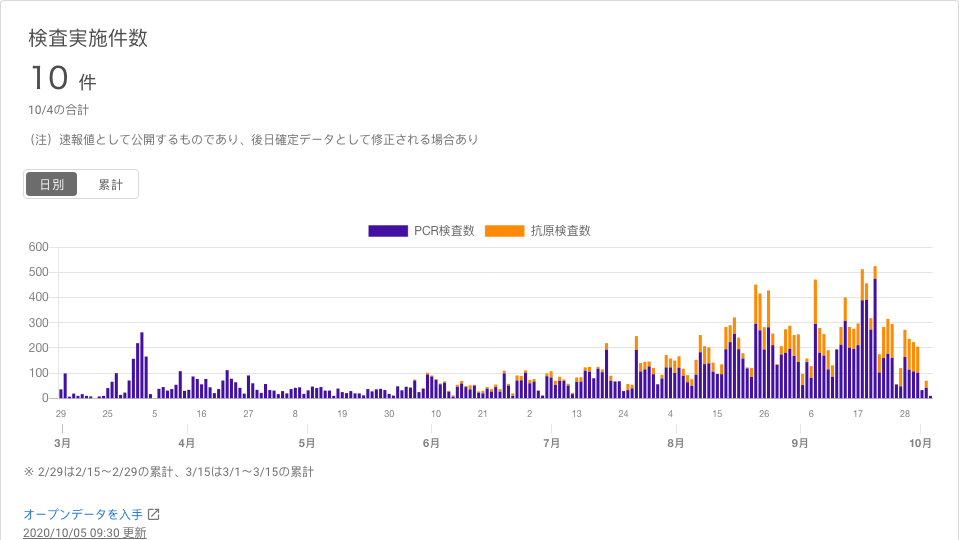 検査実施件数
10 件
10/4の合計
（注）速報値として公開するものであり、後日確定データとして修正される場合あり
日別 累計
PCR検査数 抗原検査数
600
500
400
300
200
100
0
29 25 5 16 27 8 19 30 10 21 2 13 24 4 15 26 6 17 28
3月 4月 5月 6月 7月 8月 9月 10月
※ 2/29は2/15～2/29の累計、3/15は3/1～3/15の累計
オープンデータを入手
2020/10/05 09:30 更新